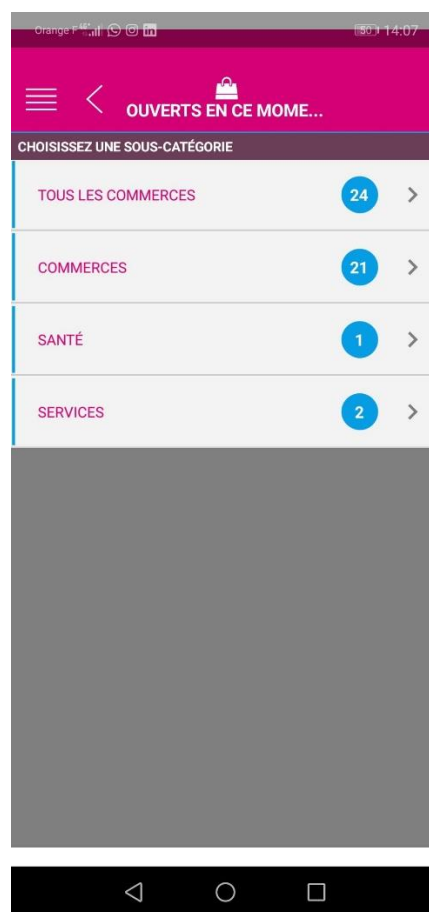 Orange F 14:07
50
OUVERTS EN CE MOME...
CHOISISSEZ UNE SOUS-CATÉGORIE
TOUS LES COMMERCES 24
COMMERCES 21
SANTÉ 1
SERVICES 2